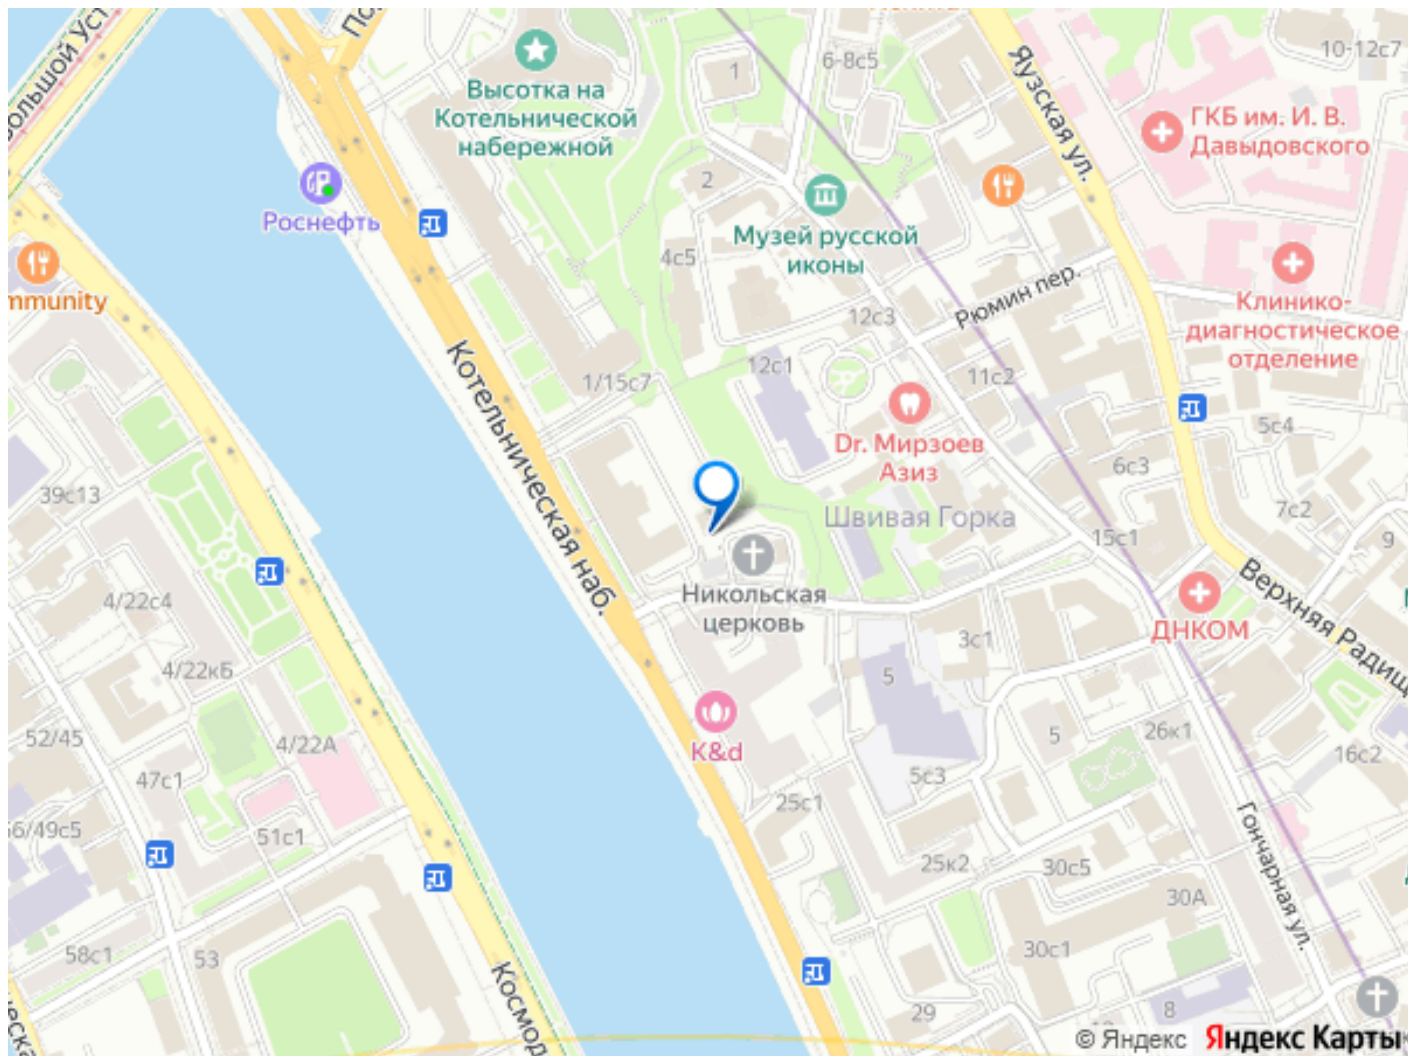 большой Уст
Высотка на
Котельнической
набережной
1
6-8с5
Яузская ул.
10-12с7
ГКБ им. И. В.
Давыдовского
Роснефть
2
Музей русской
иконы
4с5
mmunity
Рюмин пер.
Клинико-
диагностическое
отделение
12с3
12с1
11с2
1/15с7
Котельническая наб.
Dr. Мирзоев
Азиз
5с4
6с3
39с13
7с2
Швивая Горка
15с1
9
Никольская
церковь
4/22с4
Верхняя Радищ
ДНКОМ
3с1
4/22кБ
5
52/45
4/22А
K&d
5
26к1
16с2
47с1
5с3
25с1
51с1
Гончарная ул.
25к2
30с5
30А
58с1
53
30с1
Космод
29
8
© Яндекс
Яндекс Карты